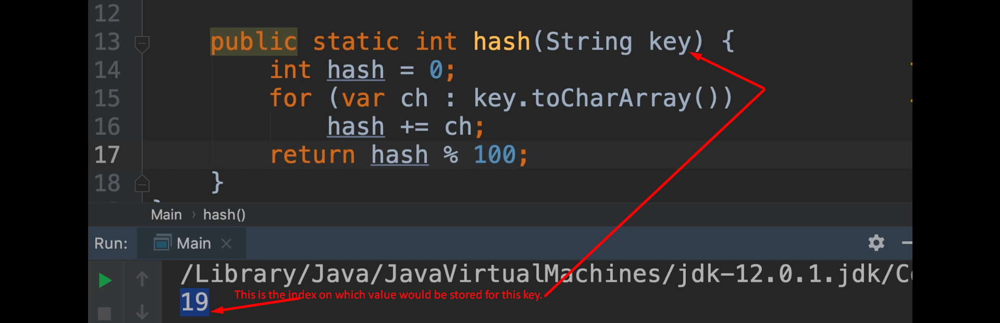 12
13 public static int hash(String key) {
14 int hash = 0;
15 for (var ch : key.toCharArray())
16 hash += ch;
17 return hash % 100;
18 }
Main › hash()
Run: Main ×
/Library/Java/JavaVirtualMachines/jdk-12.0.1.jdk/Co
19 This is the index on which value would be stored for this key.